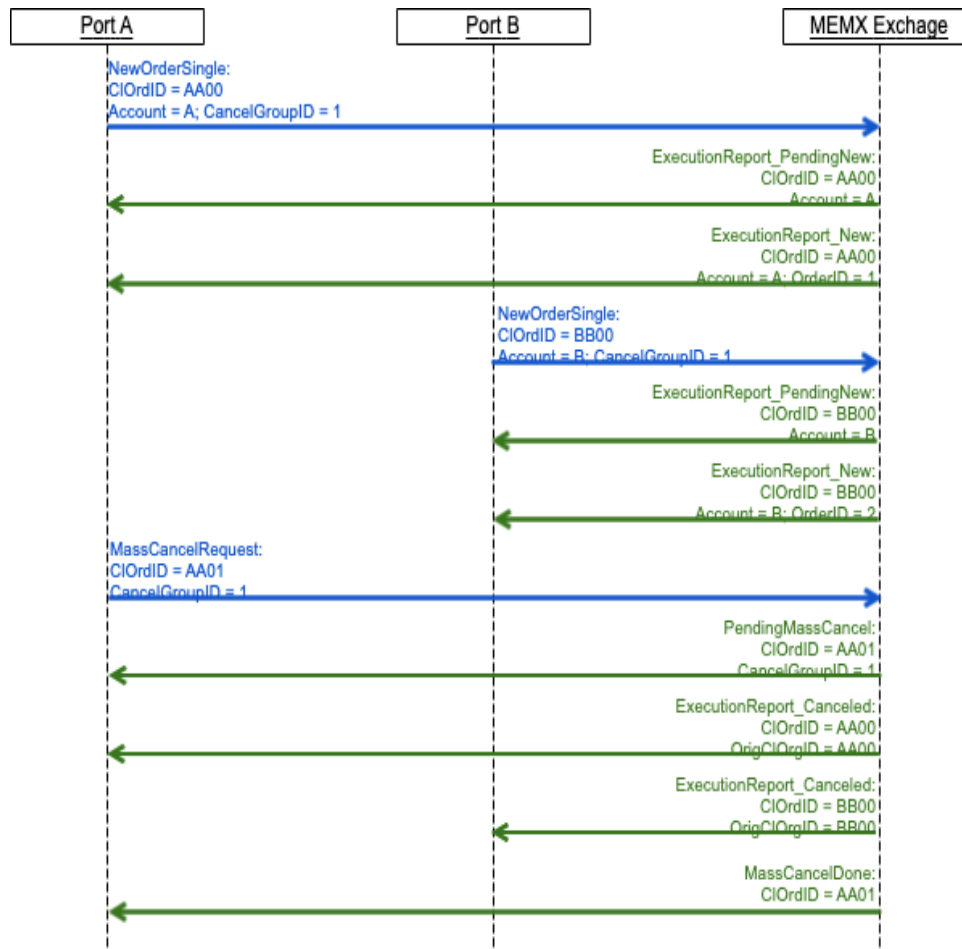 Port A
Port B
MEMX Exchage
NewOrderSingle:
ClOrdID = AA00
Account = A; CancelGroupID = 1
ExecutionReport_PendingNew:
ClOrdID = AA00
Account = A
ExecutionReport_New:
ClOrdID = AA00
Account = A; OrderID = 1
NewOrderSingle:
ClOrdID = BB00
Account = B; CancelGroupID = 1
ExecutionReport_PendingNew:
ClOrdID = BB00
Account = B
ExecutionReport_New:
ClOrdID = BB00
Account = B; OrderID = 2
MassCancelRequest:
ClOrdID = AA01
CancelGroupID = 1
PendingMassCancel:
ClOrdID = AA01
CancelGroupID = 1
ExecutionReport_Canceled:
ClOrdID = AA00
OrigClOrgID = AA00
ExecutionReport_Canceled:
ClOrdID = BB00
OrigClOrgID = BB00
MassCancelDone:
ClOrdID = AA01